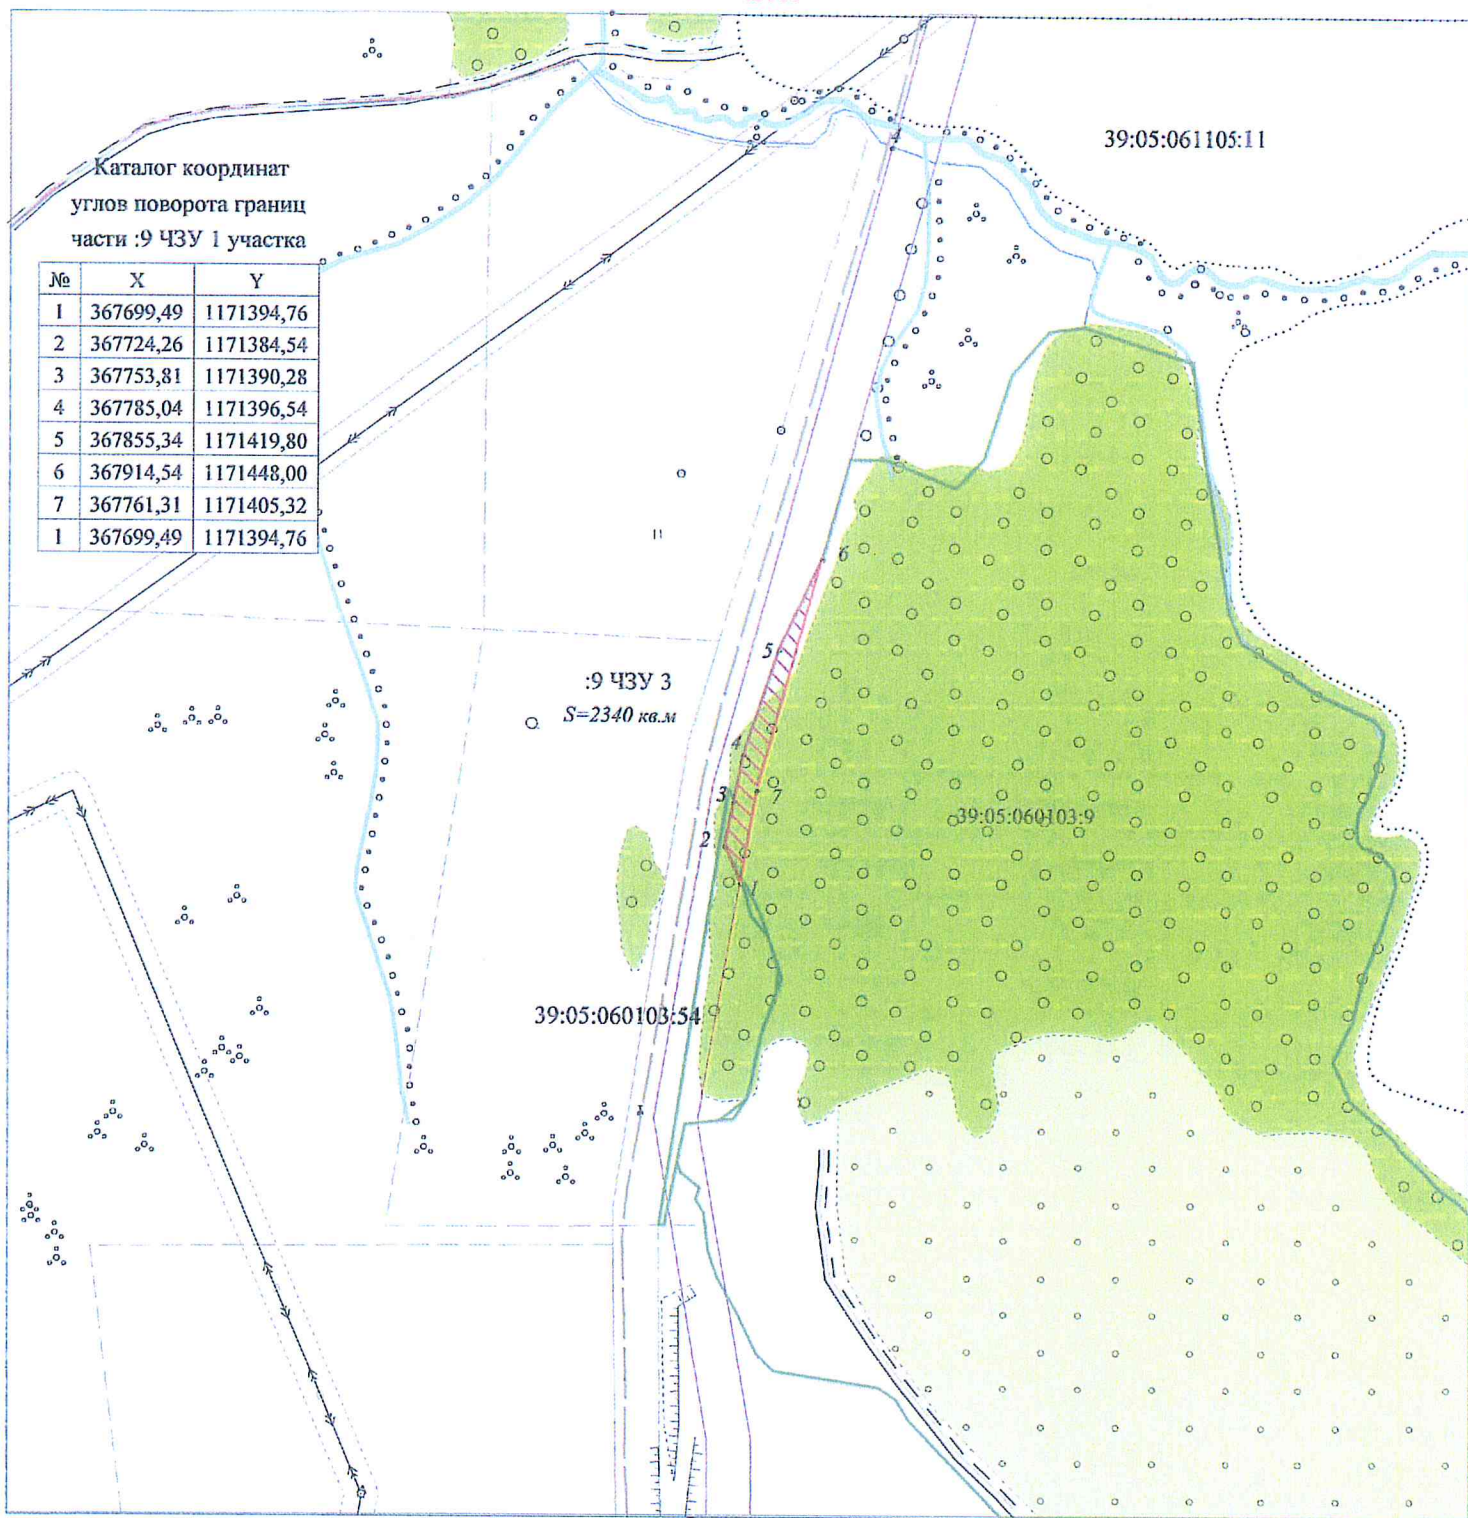 Каталог координат
углов поворота границ
части :9 ЧЗУ 1 участка
№ X Y
1 367699,49 1171394,76
2 367724,26 1171384,54
3 367753,81 1171390,28
4 367785,04 1171396,54
5 367855,34 1171419,80
6 367914,54 1171448,00
7 367761,31 1171405,32
1 367699,49 1171394,76
39:05:061105:11
6
5
:9 ЧЗУ 3
S=2340 кв.м
4
3
7
39:05:060103:9
2
1
39:05:060103:54